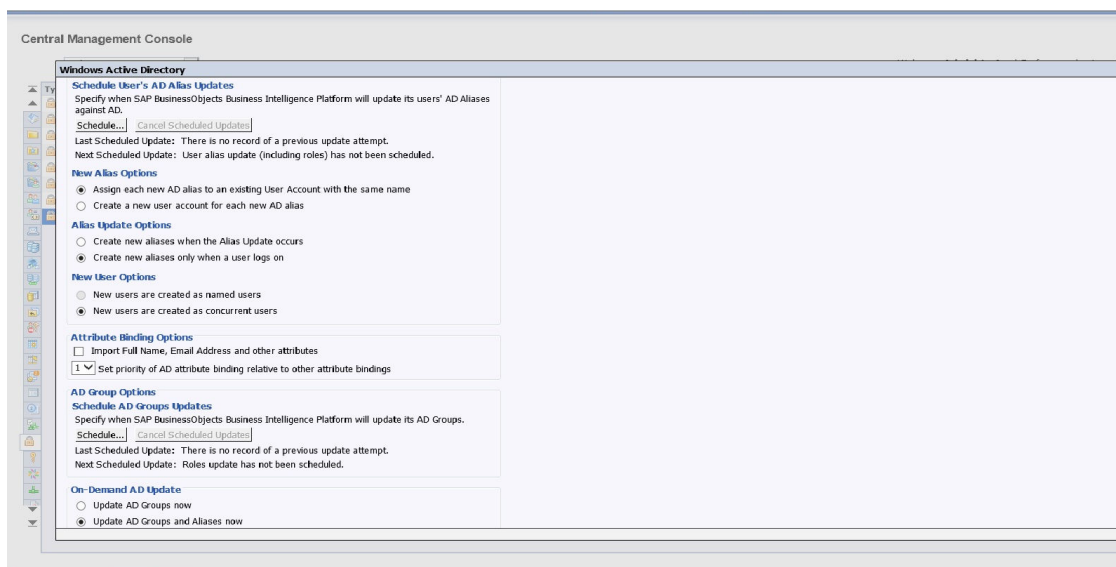 Central Management Console
Windows Active Directory
Ty
Schedule User's AD Alias Updates
Specify when SAP BusinessObjects Business Intelligence Platform will update its users' AD Aliases
against AD.
Schedule... Cancel Scheduled Updates
Last Scheduled Update: There is no record of a previous update attempt.
Next Scheduled Update: User alias update (including roles) has not been scheduled.
New Alias Options
Assign each new AD alias to an existing User Account with the same name
Create a new user account for each new AD alias
Alias Update Options
Create new aliases when the Alias Update occurs
Create new aliases only when a user logs on
New User Options
New users are created as named users
New users are created as concurrent users
Attribute Binding Options
Import Full Name, Email Address and other attributes
1 Set priority of AD attribute binding relative to other attribute bindings
AD Group Options
Schedule AD Groups Updates
Specify when SAP BusinessObjects Business Intelligence Platform will update its AD Groups.
Schedule... Cancel Scheduled Updates
Last Scheduled Update: There is no record of a previous update attempt.
Next Scheduled Update: Roles update has not been scheduled.
On-Demand AD Update
Update AD Groups now
Update AD Groups and Aliases now